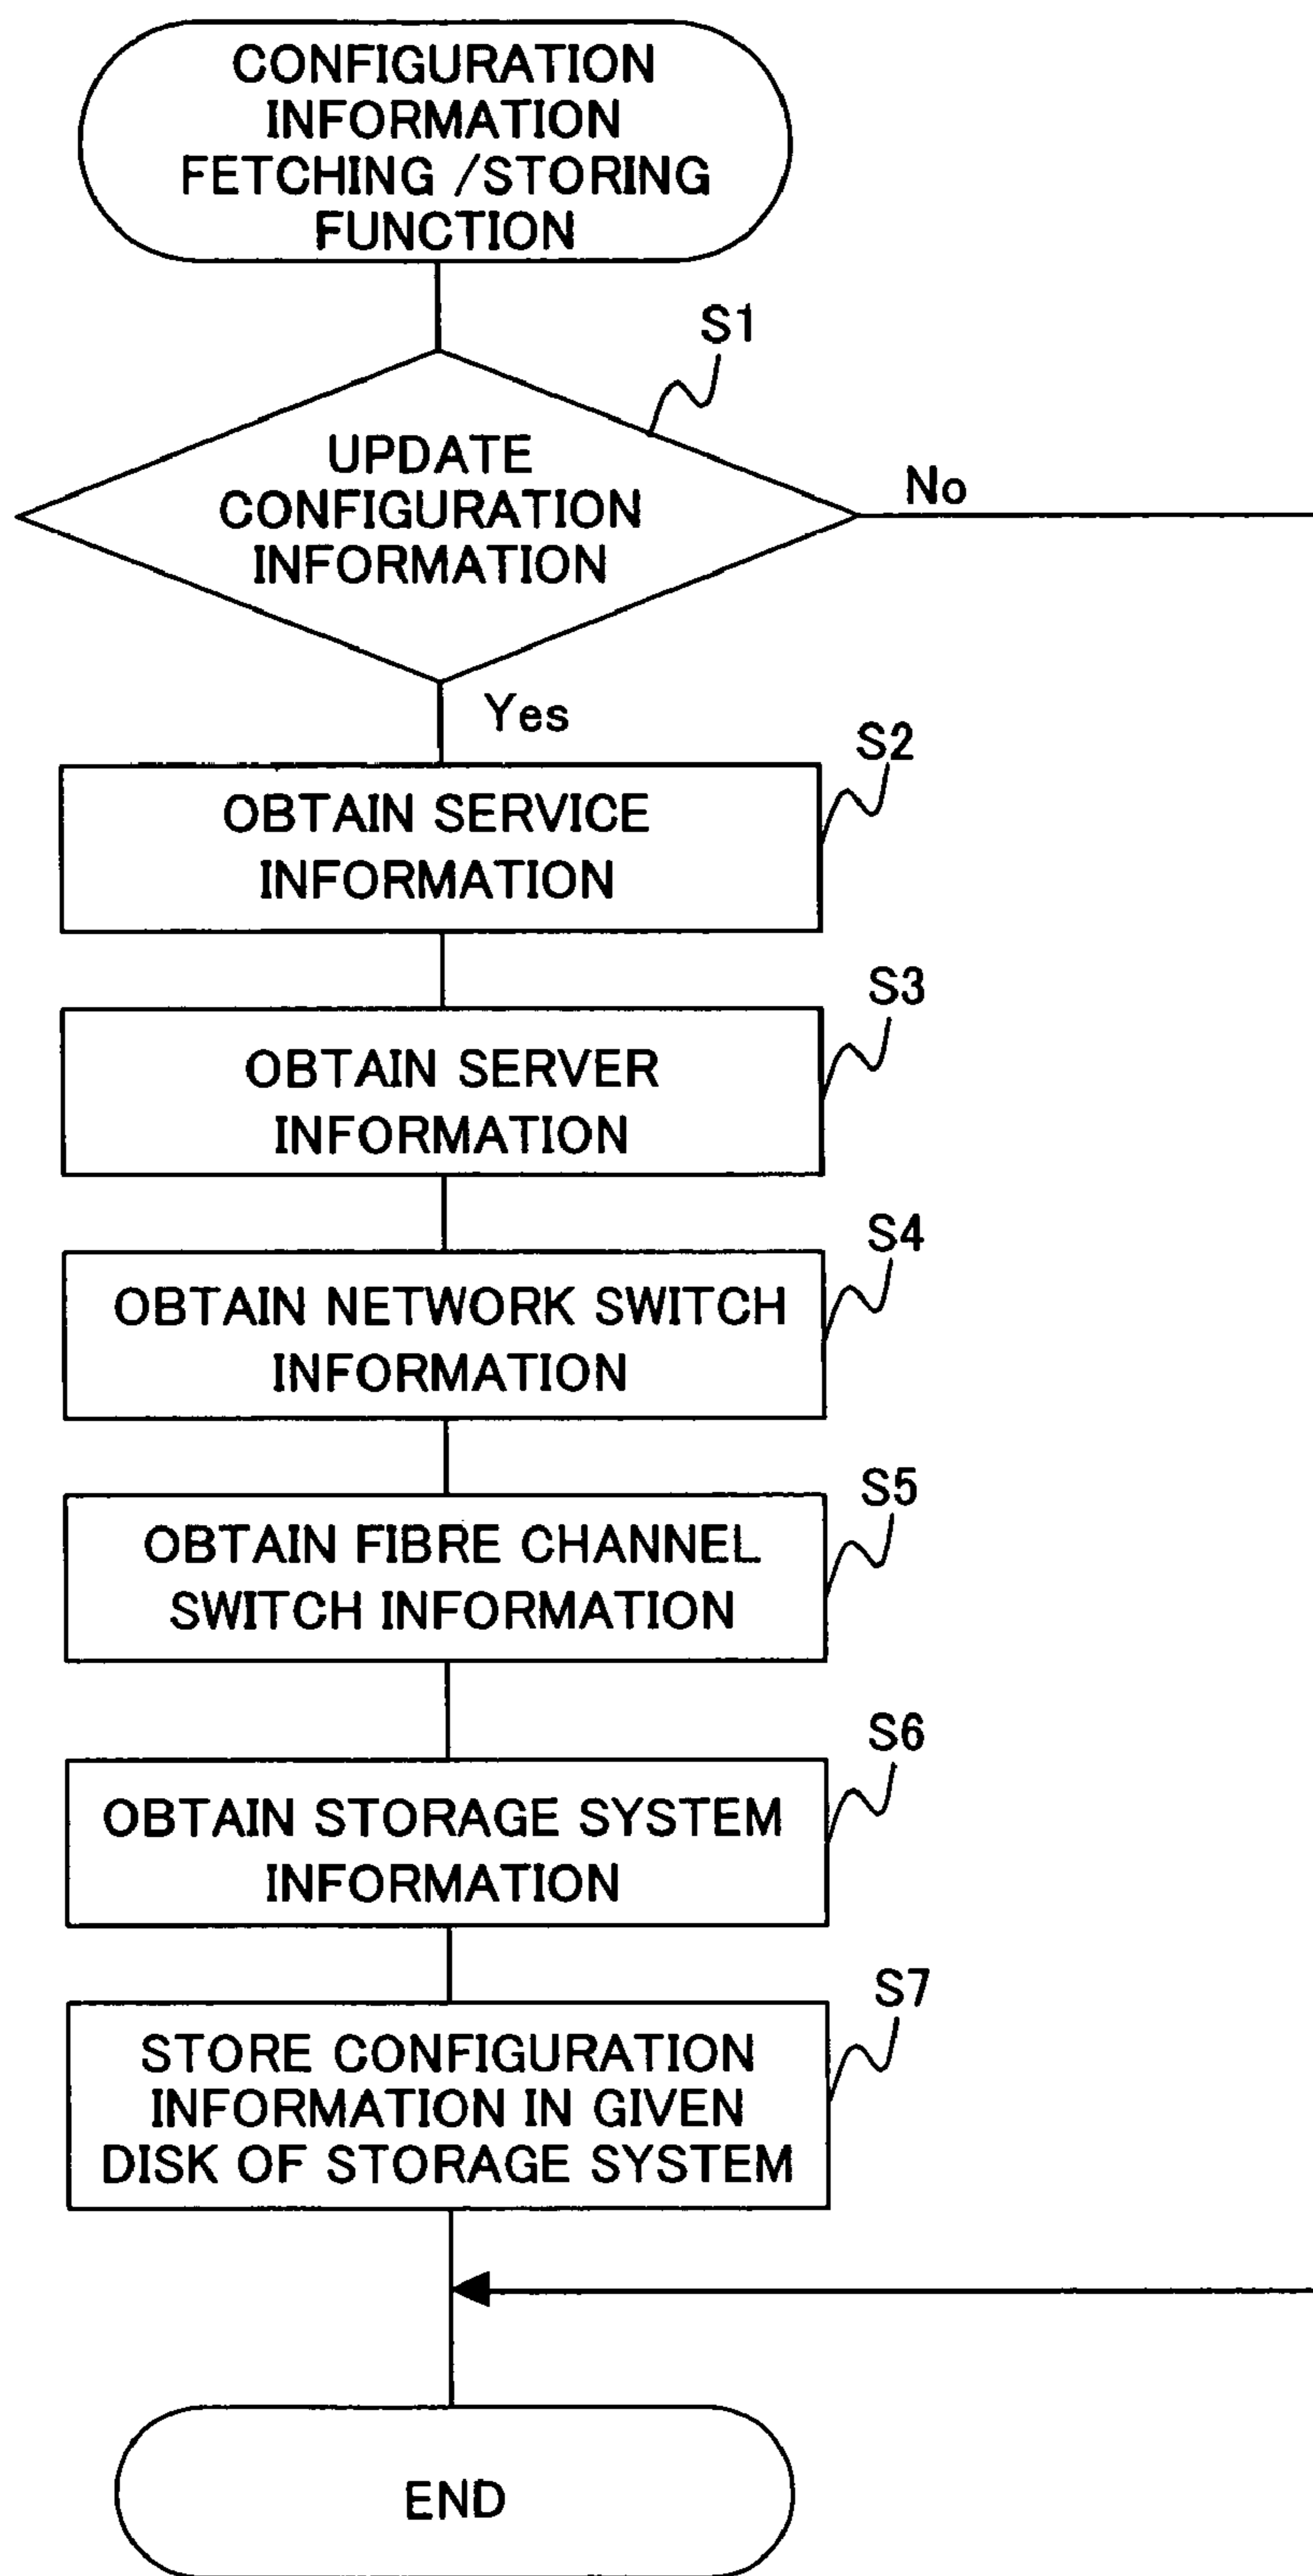 CONFIGURATION
INFORMATION
FETCHING /STORING
FUNCTION
S1
UPDATE
CONFIGURATION
INFORMATION
No
Yes
S2
OBTAIN SERVICE
INFORMATION
S3
OBTAIN SERVER
INFORMATION
S4
OBTAIN NETWORK SWITCH
INFORMATION
S5
OBTAIN FIBRE CHANNEL
SWITCH INFORMATION
S6
OBTAIN STORAGE SYSTEM
INFORMATION
S7
STORE CONFIGURATION
INFORMATION IN GIVEN
DISK OF STORAGE SYSTEM
END